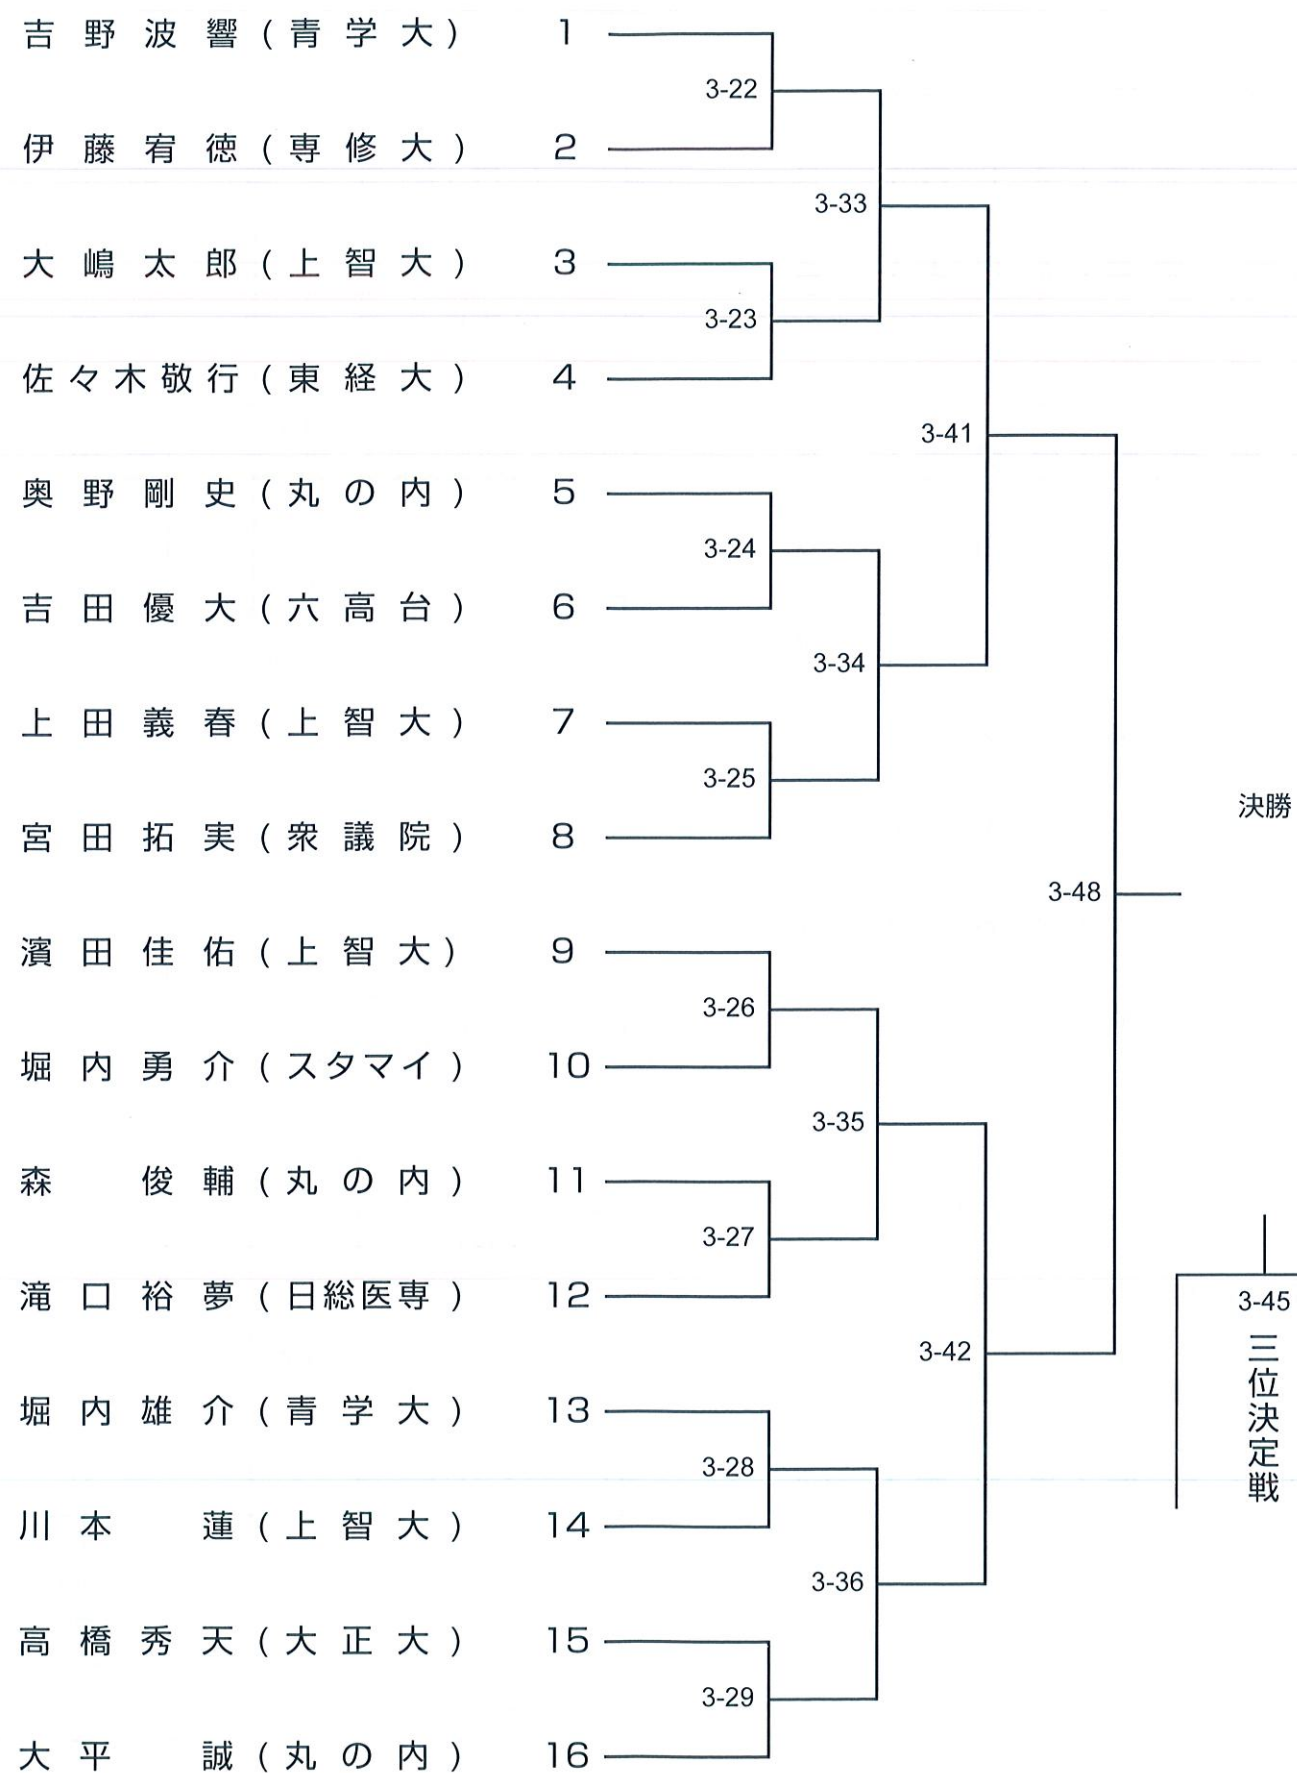 吉野波響(青学大) 1
3-22
伊藤宥徳(専修大) 2
3-33
大嶋太郎(上智大) 3
3-23
佐々木敬行(東経大) 4
3-41
奥野剛史(丸の内) 5
3-24
吉田優大(六高台) 6
3-34
上田義春(上智大) 7
3-25
決勝
宮田拓実(衆議院) 8
3-48
濱田佳佑(上智大) 9
3-26
堀内勇介(スタマイ) 10
3-35
森 俊輔(丸の内) 11
3-27
滝口裕夢(日総医専) 12
3-45
三位決定戦
3-42
堀内雄介(青学大) 13
3-28
川本 蓮(上智大) 14
3-36
高橋秀天(大正大) 15
3-29
大平 誠(丸の内) 16